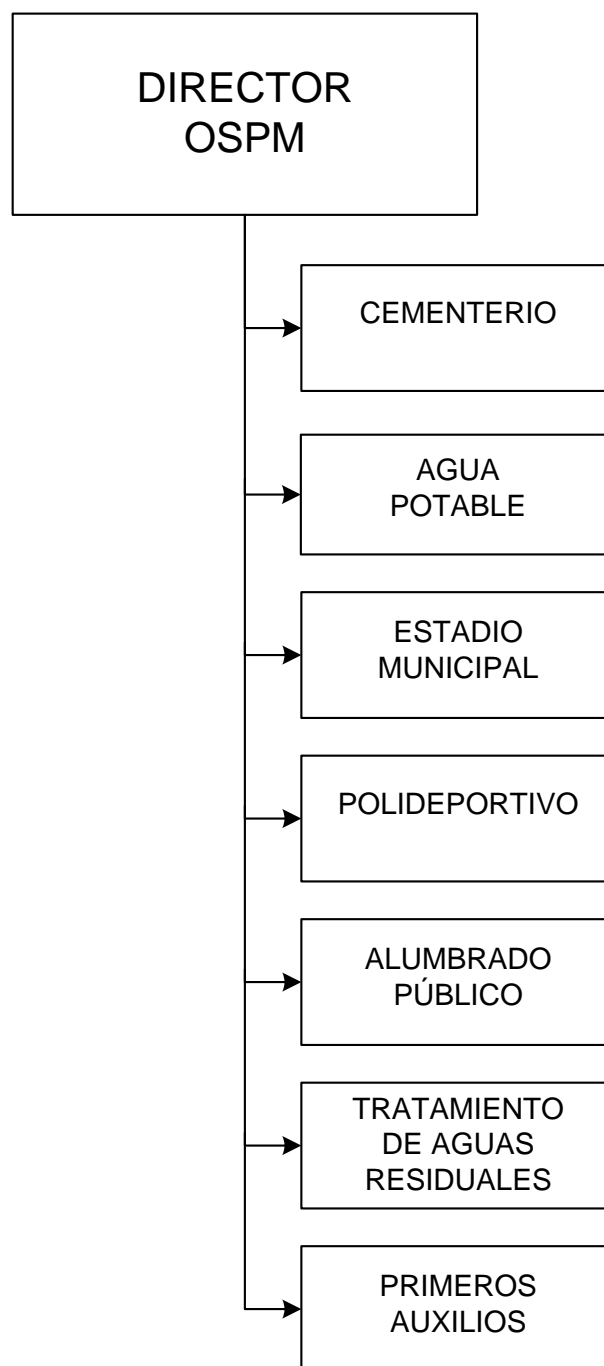 DIRECTOR
OSPM
CEMENTERIO
AGUA
POTABLE
ESTADIO
MUNICIPAL
POLIDEPORTIVO
ALUMBRADO
PÚBLICO
TRATAMIENTO
DE AGUAS
RESIDUALES
PRIMEROS
AUXILIOS